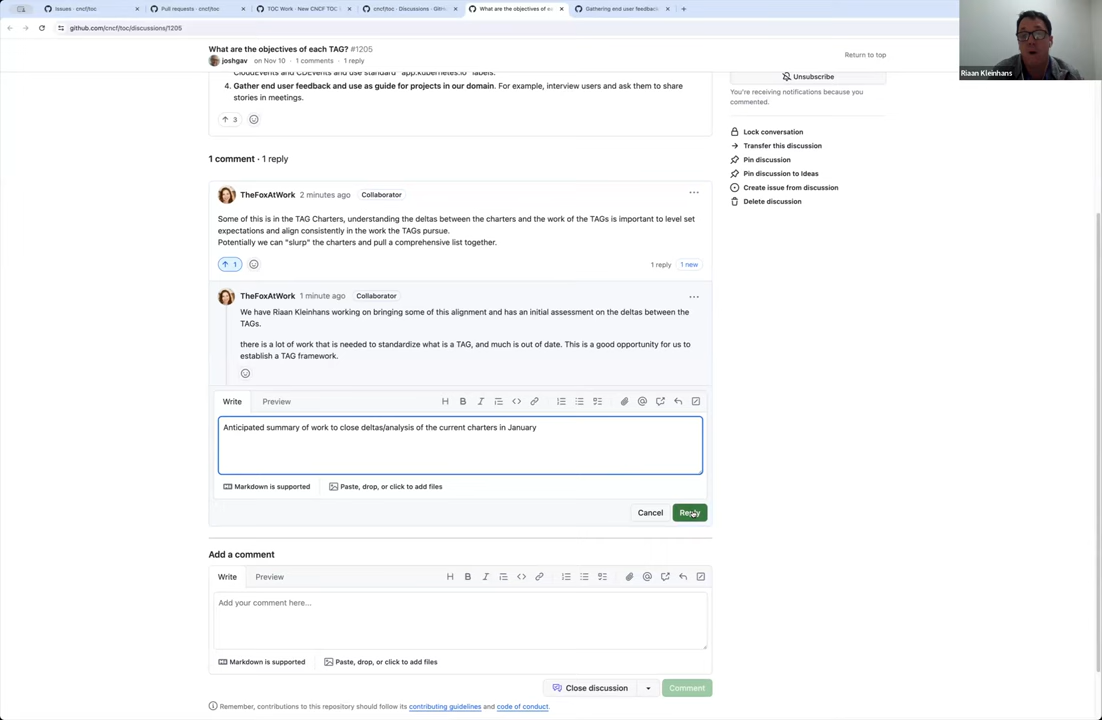 Issues · cncf/toc
Pull requests · cncf/toc
TOC Work · New CNCF TOC
cncf/toc · Discussions · GitHu
What are the objectives of ea
Gathering end user feedback
github.com/cncf/toc/discussions/1205
What are the objectives of each TAG? #1205
joshgav on Nov 10 · 1 comments · 1 reply
Return to top
CloudEvents and CDEvents and use standard "app.kubernetes.io" labels.
4. Gather end user feedback and use as guide for projects in our domain. For example, interview users and ask them to share
stories in meetings.
3
Unsubscribe
You're receiving notifications because you
commented.
Lock conversation
Transfer this discussion
Pin discussion
Pin discussion to Ideas
Create issue from discussion
Delete discussion
1 comment · 1 reply
TheFoxAtWork 2 minutes ago Collaborator
Some of this is in the TAG Charters, understanding the deltas between the charters and the work of the TAGs is important to level set
expectations and align consistently in the work the TAGs pursue.
Potentially we can "slurp" the charters and pull a comprehensive list together.
1
1 reply 1 new
TheFoxAtWork 1 minute ago Collaborator
We have Riaan Kleinhans working on bringing some of this alignment and has an initial assessment on the deltas between the
TAGs.
there is a lot of work that is needed to standardize what is a TAG, and much is out of date. This is a good opportunity for us to
establish a TAG framework.
Write Preview
Anticipated summary of work to close deltas/analysis of the current charters in January
Markdown is supported Paste, drop, or click to add files
Cancel Reply
Add a comment
Write Preview
Add your comment here...
Markdown is supported Paste, drop, or click to add files
Close discussion Comment
Remember, contributions to this repository should follow its contributing guidelines and code of conduct.
Riaan Kleinhans